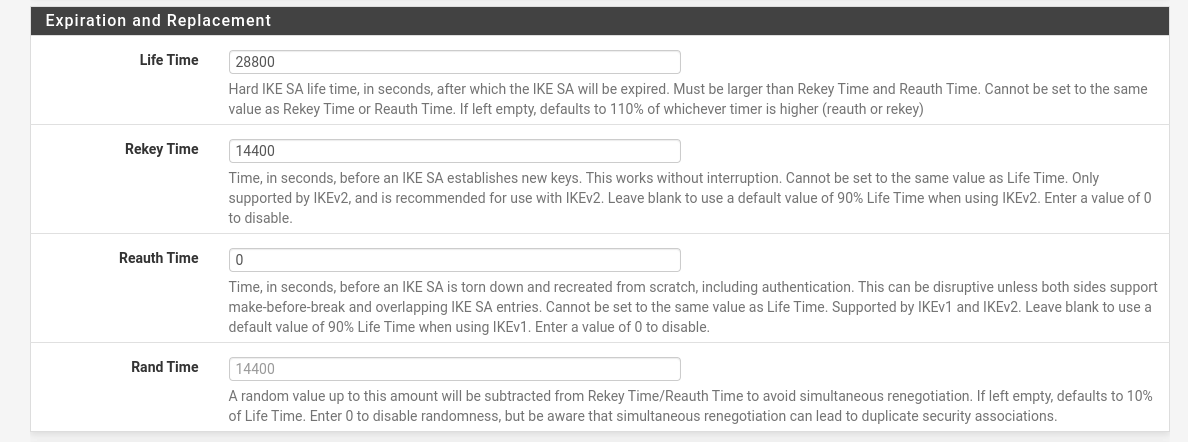 Expiration and Replacement
Life Time
28800
Hard IKE SA life time, in seconds, after which the IKE SA will be expired. Must be larger than Rekey Time and Reauth Time. Cannot be set to the same
value as Rekey Time or Reauth Time. If left empty, defaults to 110% of whichever timer is higher (reauth or rekey)
Rekey Time
14400
Time, in seconds, before an IKE SA establishes new keys. This works without interruption. Cannot be set to the same value as Life Time. Only
supported by IKEv2, and is recommended for use with IKEv2. Leave blank to use a default value of 90% Life Time when using IKEv2. Enter a value of 0
to disable.
Reauth Time
0
Time, in seconds, before an IKE SA is torn down and recreated from scratch, including authentication. This can be disruptive unless both sides support
make-before-break and overlapping IKE SA entries. Cannot be set to the same value as Life Time. Supported by IKEv1 and IKEv2. Leave blank to use a
default value of 90% Life Time when using IKEv1. Enter a value of 0 to disable.
Rand Time
14400
A random value up to this amount will be subtracted from Rekey Time/Reauth Time to avoid simultaneous renegotiation. If left empty, defaults to 10%
of Life Time. Enter 0 to disable randomness, but be aware that simultaneous renegotiation can lead to duplicate security associations.